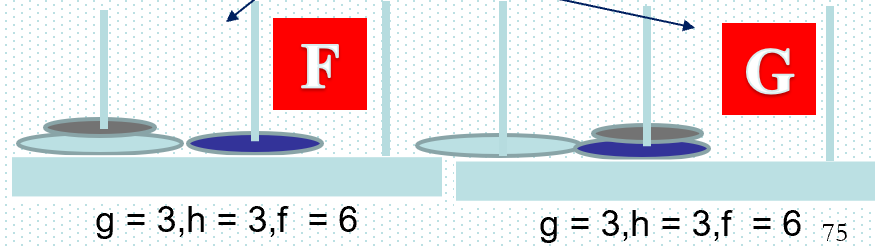 F
G
g = 3,h = 3,f  = 6
g = 3,h = 3,f  = 6
75